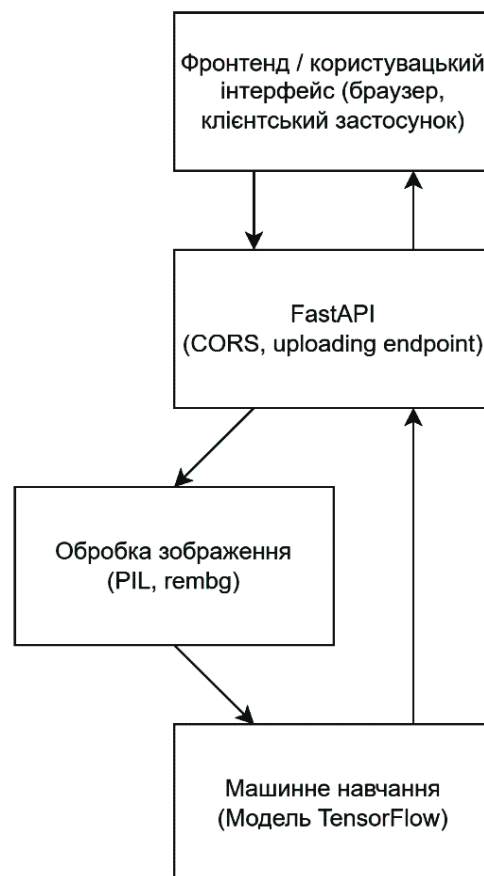 Фронтенд / користувацький
інтерфейс (браузер,
клієнтський застосунок)
FastAPI
(CORS, uploading endpoint)
Обробка зображення
(PIL, rembg)
Машинне навчання
(Модель TensorFlow)